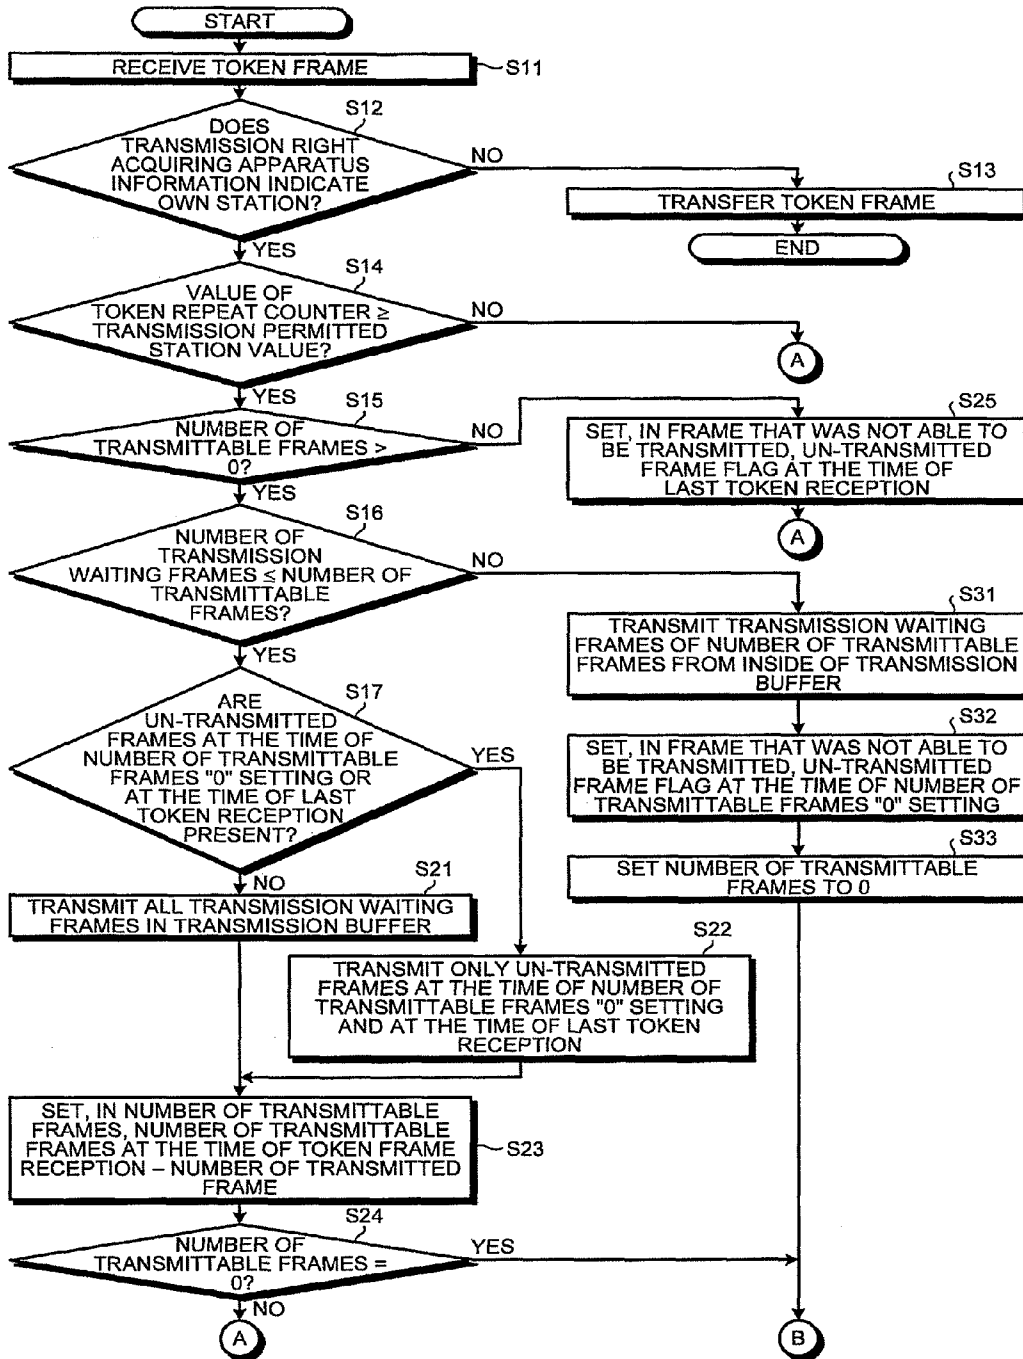 START
RECEIVE TOKEN FRAME
S11
S12
DOES
TRANSMISSION RIGHT
ACQUIRING APPARATUS
INFORMATION INDICATE
OWN STATION?
NO
S13
TRANSFER TOKEN FRAME
END
YES
S14
VALUE OF
TOKEN REPEAT COUNTER ≥
TRANSMISSION PERMITTED
STATION VALUE?
NO
A
YES
S15
NUMBER OF
TRANSMITTABLE FRAMES >
0?
NO
S25
SET, IN FRAME THAT WAS NOT ABLE TO
BE TRANSMITTED, UN-TRANSMITTED
FRAME FLAG AT THE TIME OF
LAST TOKEN RECEPTION
A
YES
S16
NUMBER OF
TRANSMISSION
WAITING FRAMES ≤ NUMBER OF
TRANSMITTABLE
FRAMES?
NO
S31
TRANSMIT TRANSMISSION WAITING
FRAMES OF NUMBER OF TRANSMITTABLE
FRAMES FROM INSIDE OF TRANSMISSION
BUFFER
S32
SET, IN FRAME THAT WAS NOT ABLE TO
BE TRANSMITTED, UN-TRANSMITTED
FRAME FLAG AT THE TIME OF NUMBER OF
TRANSMITTABLE FRAMES "0" SETTING
S33
SET NUMBER OF TRANSMITTABLE
FRAMES TO 0
YES
S17
ARE
UN-TRANSMITTED
FRAMES AT THE TIME OF
NUMBER OF TRANSMITTABLE
FRAMES "0" SETTING OR
AT THE TIME OF LAST
TOKEN RECEPTION
PRESENT?
YES
NO
S21
TRANSMIT ALL TRANSMISSION WAITING
FRAMES IN TRANSMISSION BUFFER
S22
TRANSMIT ONLY UN-TRANSMITTED
FRAMES AT THE TIME OF NUMBER OF
TRANSMITTABLE FRAMES "0" SETTING
AND AT THE TIME OF LAST TOKEN
RECEPTION
SET, IN NUMBER OF TRANSMITTABLE
FRAMES, NUMBER OF TRANSMITTABLE
FRAMES AT THE TIME OF TOKEN FRAME
RECEPTION – NUMBER OF TRANSMITTED
FRAME
S23
S24
NUMBER OF
TRANSMITTABLE FRAMES =
0?
YES
NO
A
B